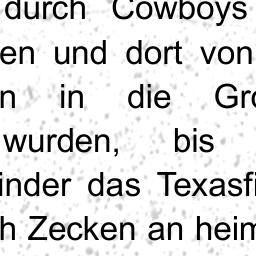 durch Cowboys
en und dort von
n in die Gro
wurden, bis
inder das Texasfi
h Zecken an heim